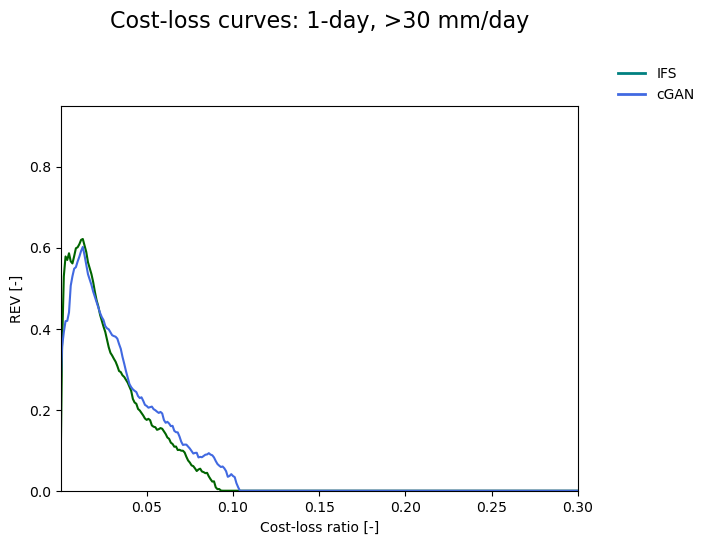 Cost-loss curves: 1-day, >30 mm/day
IFS
cGAN
0.8
0.6
0.4
0.2
0.0
REV [-]
0.05
0.10
0.15
0.20
0.25
0.30
Cost-loss ratio [-]